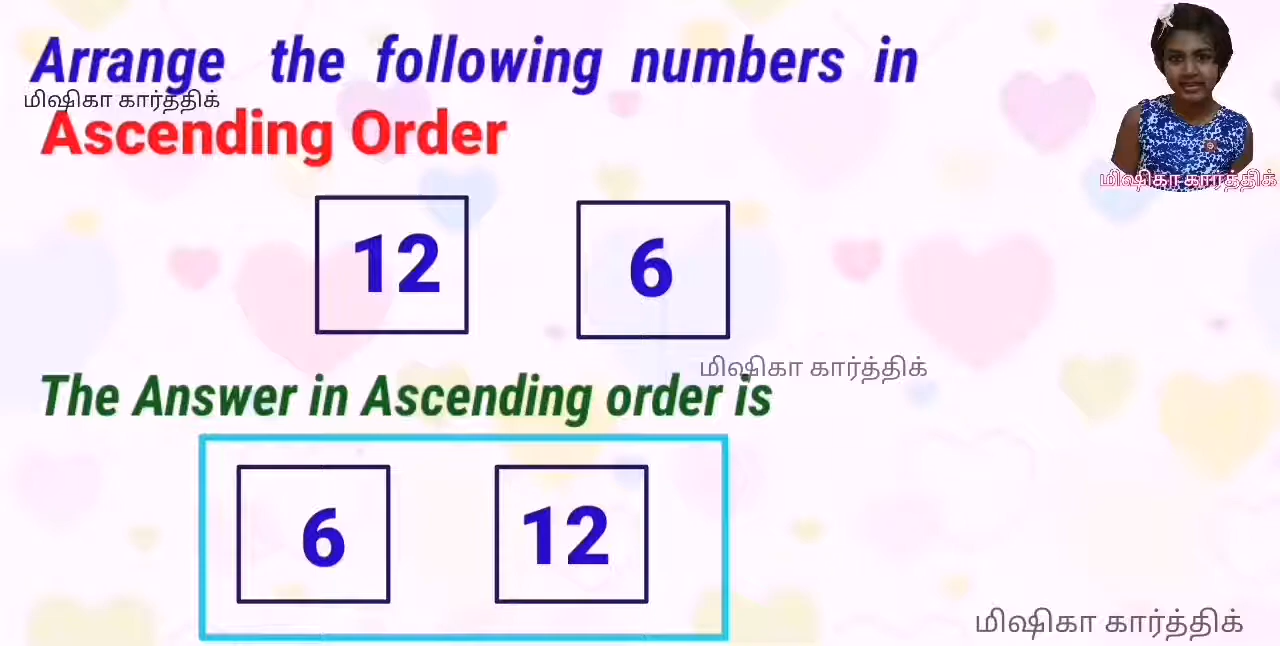 Arrange the following numbers in
மிஷிகா கார்த்திக்
Ascending Order
மிஷிகா கார்த்திக்
12 6
மிஷிகா கார்த்திக்
The Answer in Ascending order is
6 12
மிஷிகா கார்த்திக்